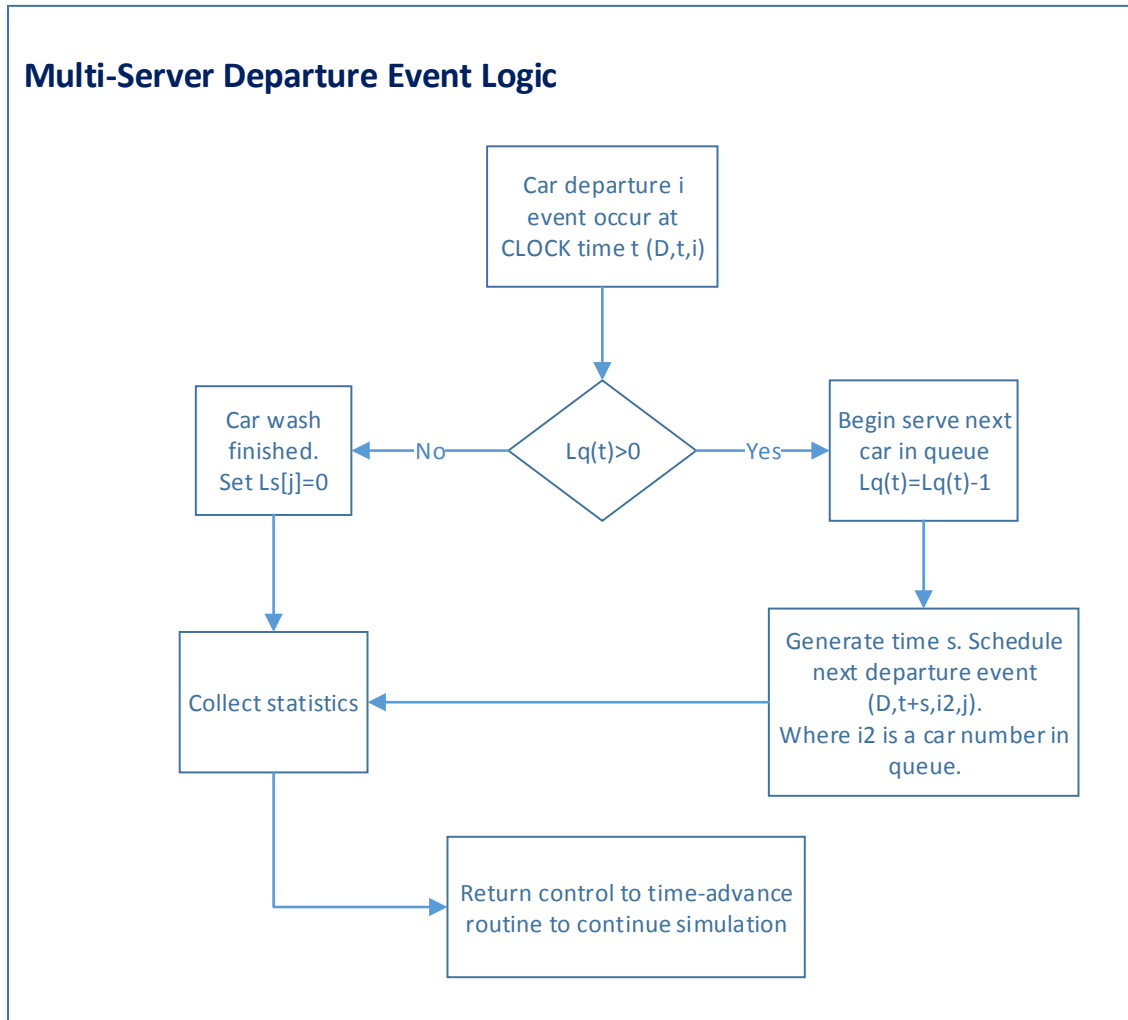 Multi-Server Departure Event Logic
Car departure i
event occur at
CLOCK time t (D,t,i)
Car wash
finished.
Set Ls[j]=0
No
Lq(t)>0
Yes
Begin serve next
car in queue
Lq(t)=Lq(t)-1
Collect statistics
Generate time s. Schedule
next departure event
(D,t+s,i2,j).
Where i2 is a car number in
queue.
Return control to time-advance
routine to continue simulation